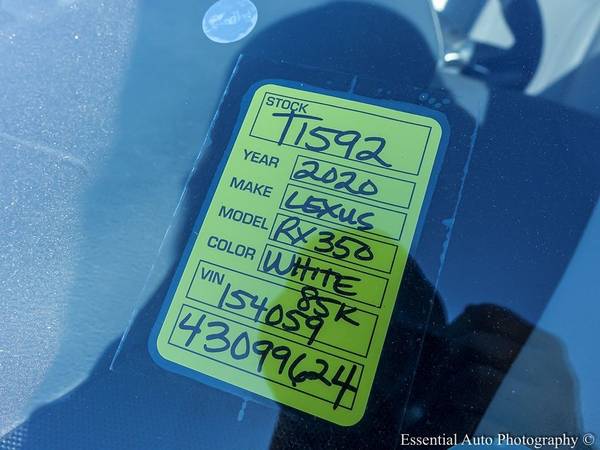 STOCK
T1592
YEAR 2020
MAKE LEXUS
MODEL RX350
COLOR WHITE
85K
VIN 154059
43099624
Essential Auto Photography ©